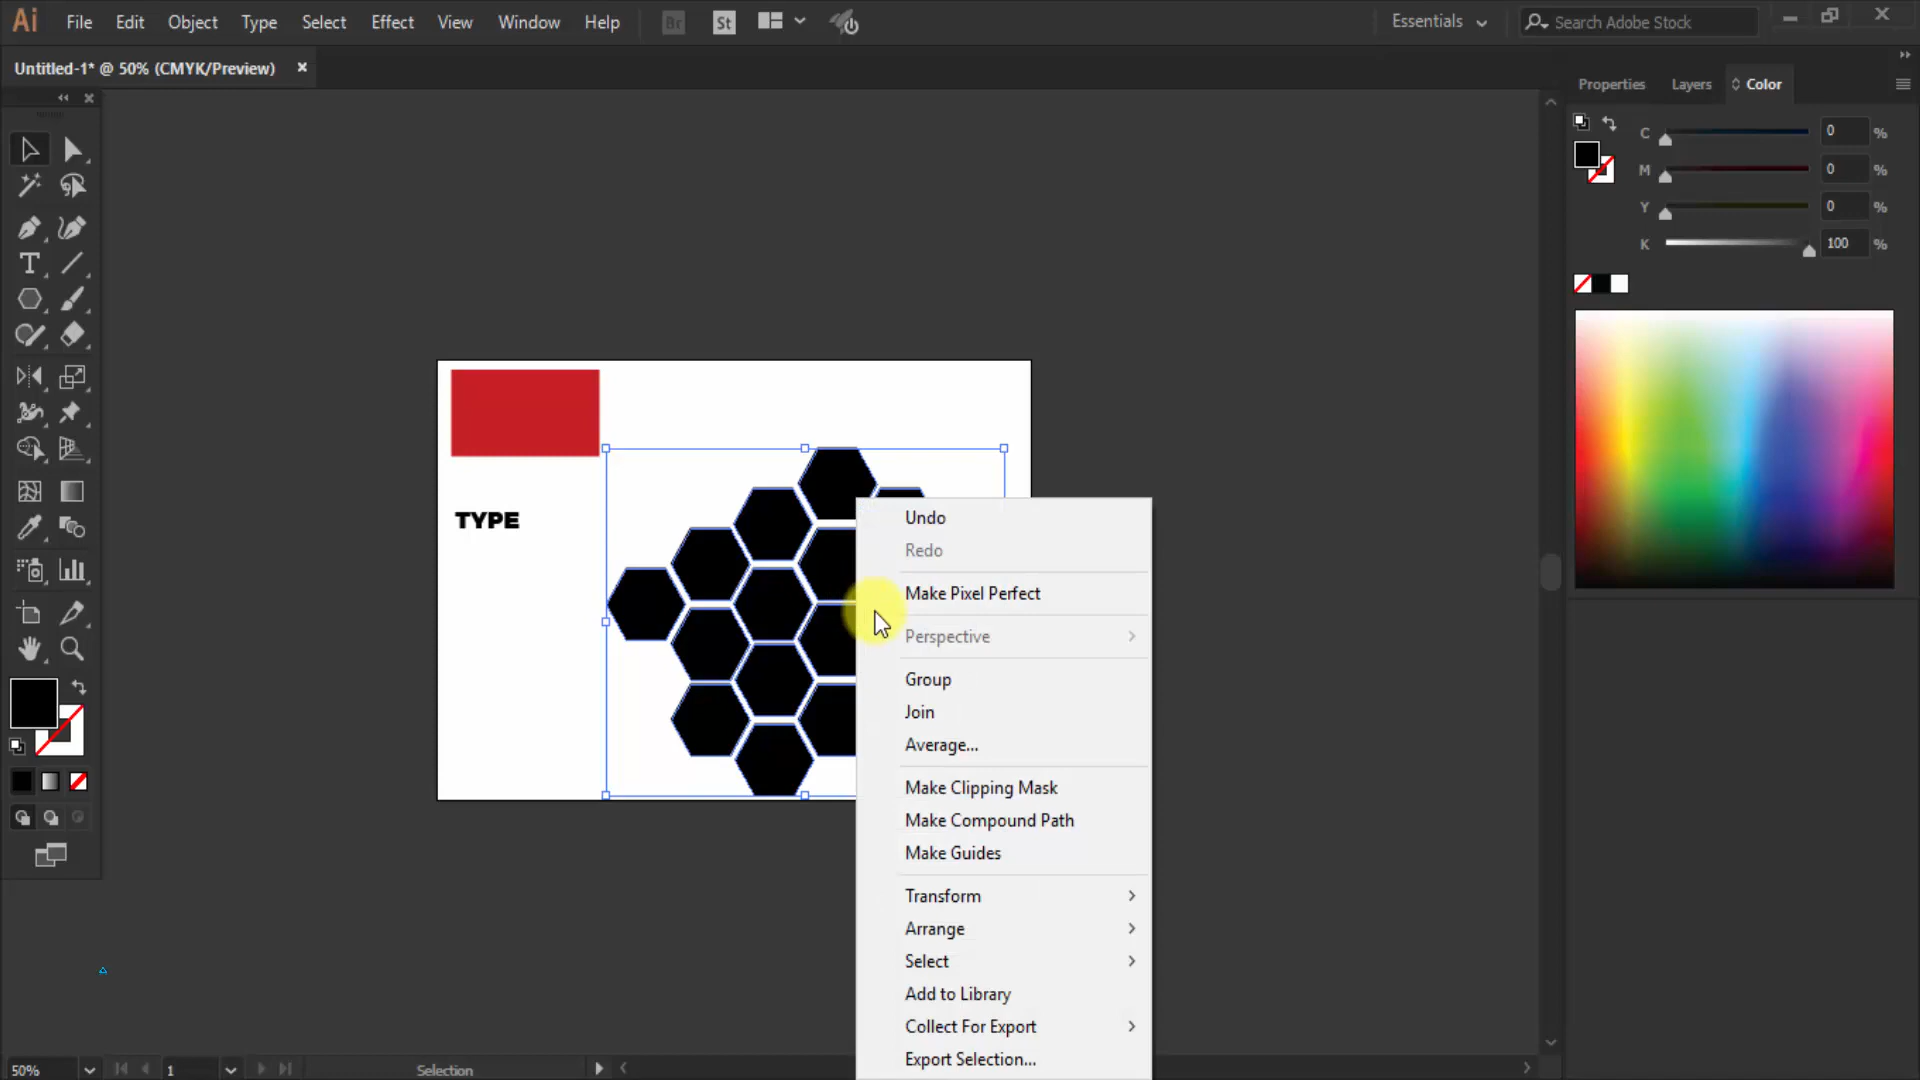 Ai File Edit Object Type Select Effect View Window Help Br St Essentials Search Adobe Stock
Untitled-1* @ 50% (CMYK/Preview)
Properties Layers Color
C 0 %
M 0 %
Y 0 %
K 100 %
TYPE
Undo
Redo
Make Pixel Perfect
Perspective
Group
Join
Average...
Make Clipping Mask
Make Compound Path
Make Guides
Transform
Arrange
Select
Add to Library
Collect For Export
Export Selection...
50% 1 Selection